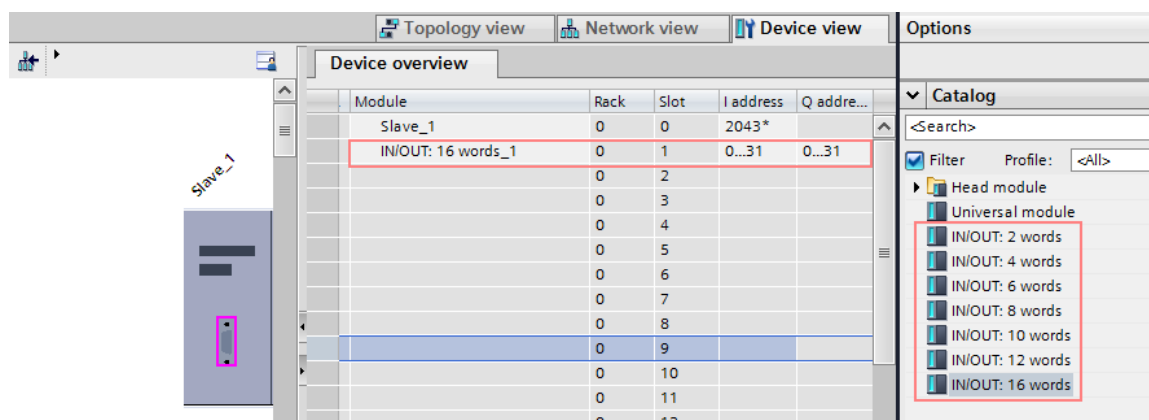 Topology view Network view Device view Options
Device overview
Module Rack Slot I address Q addre...
Catalog
Slave_1 0 0 2043*
<Search>
IN/OUT: 16 words_1 0 1 0...31 0...31
Filter Profile: <All>
0 2
Head module
0 3
Universal module
0 4
IN/OUT: 2 words
0 5
IN/OUT: 4 words
0 6
IN/OUT: 6 words
0 7
IN/OUT: 8 words
0 8
IN/OUT: 10 words
0 9
IN/OUT: 12 words
0 10
IN/OUT: 16 words
0 11
Slave_1